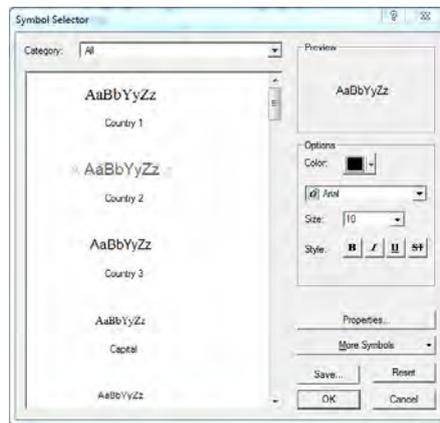 Symbol Selector
Category: All
AaBbYyZz
Country 1
AaBbYyZz
Country 2
AaBbYyZz
Country 3
AaBbYyZz
Capital
AaBbYyZz
Preview
AaBbYyZz
Options
Color:
Arial
Size: 10
Style: B I U ST
Properties...
More Symbols
Save... Reset
OK Cancel